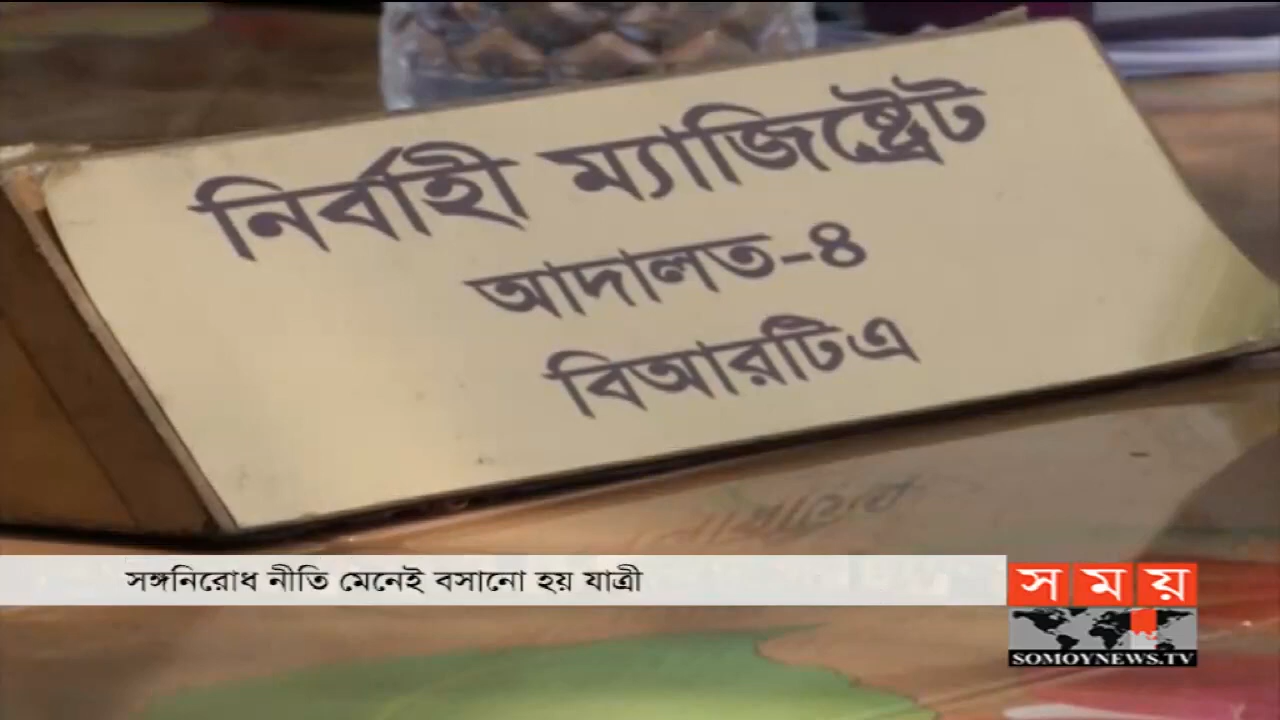 নির্বাহী ম্যাজিষ্ট্রেট
আদালত-৪
বিআরটিএ
সঙ্গনিরোধ নীতি মেনেই বসানো হয় যাত্রী
সময়
SOMOYNEWS.TV